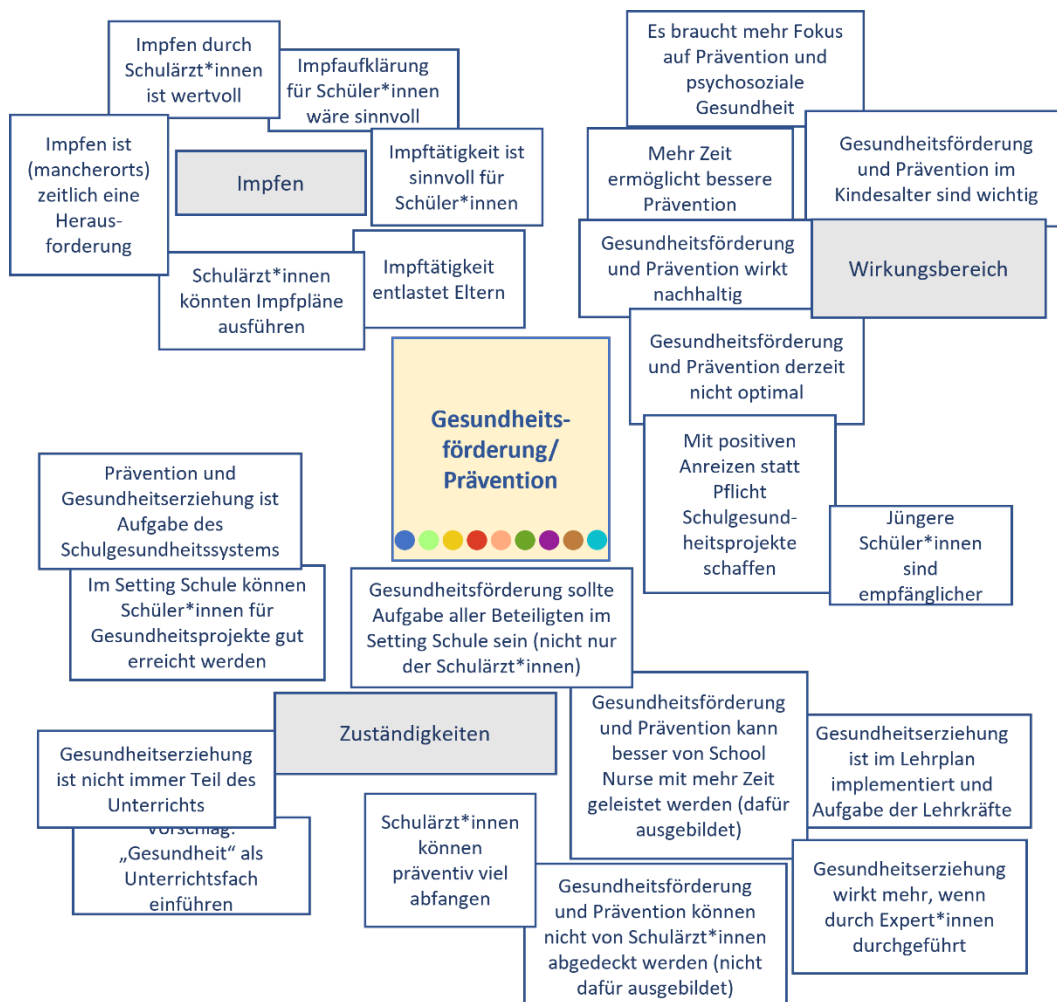 Impfen durch
Schulärzt*innen
ist wertvoll
Impfaufklärung
für Schüler*innen
wäre sinnvoll
Impfen ist
(mancherorts)
zeitlich eine
Heraus-
forderung
Impfen
Impftätigkeit ist
sinnvoll für
Schüler*innen
Schulärzt*innen
könnten Impfpläne
ausführen
Impftätigkeit
entlastet Eltern
Es braucht mehr Fokus
auf Prävention und
psychosoziale
Gesundheit
Mehr Zeit
ermöglicht bessere
Prävention
Gesundheitsförderung
und Prävention im
Kindesalter sind wichtig
Gesundheitsförderung
und Prävention wirkt
nachhaltig
Wirkungsbereich
Gesundheitsförderung
und Prävention derzeit
nicht optimal
Mit positiven
Anreizen statt
Pflicht
Schulgesund-
heitsprojekte
schaffen
Jüngere
Schüler*innen
sind
empfänglicher
Gesundheits-
förderung/
Prävention
Prävention und
Gesundheitserziehung ist
Aufgabe des
Schulgesundheitssystems
Im Setting Schule können
Schüler*innen für
Gesundheitsprojekte gut
erreicht werden
Gesundheitsförderung sollte
Aufgabe aller Beteiligten im
Setting Schule sein (nicht nur
der Schulärzt*innen)
Zuständigkeiten
Gesundheitserziehung
ist nicht immer Teil des
Unterrichts
Vorschlag:
„Gesundheit“ als
Unterrichtsfach
einführen
Schulärzt*innen
können
präventiv viel
abfangen
Gesundheitsförderung
und Prävention kann
besser von School
Nurse mit mehr Zeit
geleistet werden (dafür
ausgebildet)
Gesundheitserziehung
ist im Lehrplan
implementiert und
Aufgabe der Lehrkräfte
Gesundheitsförderung
und Prävention können
nicht von Schulärzt*innen
abgedeckt werden (nicht
dafür ausgebildet)
Gesundheitserziehung
wirkt mehr, wenn
durch Expert*innen
durchgeführt